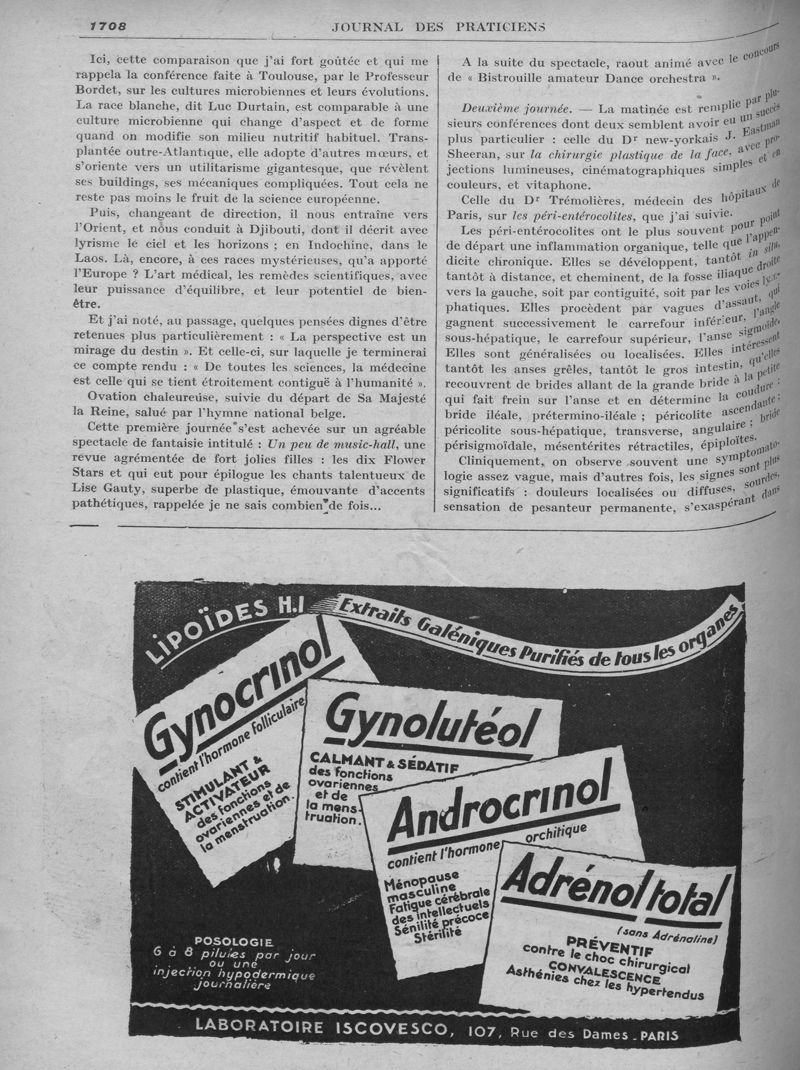 1708
JOURNAL DES PRATICIENS
Ici, cette comparaison que j'ai fort goûtée et qui me
rappela la conférence faite à Toulouse, par le Professeur
Bordet, sur les cultures microbiennes et leurs évolutions.
La race blanche, dit Luc Durtain, est comparable à une
culture microbienne qui change d'aspect et de forme
quand on modifie son milieu nutritif habituel. Trans-
plantée outre-Atlantique, elle adopte d'autres mœurs, et
s'oriente vers un utilitarisme gigantesque, que révèlent
ses buildings, ses mécaniques compliquées. Tout cela ne
reste pas moins le fruit de la science européenne.
Puis, changeant de direction, il nous entraîne vers
l'Orient, et nous conduit à Djibouti, dont il décrit avec
lyrisme le ciel et les horizons ; en Indochine, dans le
Laos. Là, encore, à ces races mystérieuses, qu'a apporté
l'Europe ? L'art médical, les remèdes scientifiques, avec
leur puissance d'équilibre, et leur potentiel de bien-
être.
Et j'ai noté, au passage, quelques pensées dignes d'être
retenues plus particulièrement : « La perspective est un
mirage du destin ». Et celle-ci, sur laquelle je terminerai
ce compte rendu : « De toutes les sciences, la médecine
est celle qui se tient étroitement contiguë à l'humanité ».
Ovation chaleureuse, suivie du départ de Sa Majesté
la Reine, salué par l'hymne national belge.
Cette première journée s'est achevée sur un agréable
spectacle de fantaisie intitulé : Un peu de music-hall, une
revue agrémentée de fort jolies filles : les dix Flower
Stars et qui eut pour épilogue les chants talentueux de
Lise Gauty, superbe de plastique, émouvante d'accents
pathétiques, rappelée je ne sais combien de fois...
A la suite du spectacle, raout animé avec le concours
de « Bistrouille amateur Dance orchestra ».
Deuxième journée. — La matinée est remplie par plu-
sieurs conférences dont deux semblent avoir eu un succès
plus particulier : celle du Dr new-yorkais J. Eastman
Sheeran, sur la chirurgie plastique de la face, avec pro-
jections lumineuses, cinématographiques simples et en
couleurs, et vitaphone.
Celle du Dr Trémolières, médecin des hôpitaux de
Paris, sur les péri-entérocolites, que j'ai suivie.
Les péri-entérocolites ont le plus souvent pour point
de départ une inflammation organique, telle que l'appen-
dicite chronique. Elles se développent, tantôt in situ,
tantôt à distance, et cheminent, de la fosse iliaque droite
vers la gauche, soit par contiguité, soit par les voies lym-
phatiques. Elles procèdent par vagues d'assaut, qui
gagnent successivement le carrefour inférieur, l'angle
sous-hépatique, le carrefour supérieur, l'anse sigmoïde.
Elles sont généralisées ou localisées. Elles intéressent
tantôt les anses grêles, tantôt le gros intestin, qu'elles
recouvrent de brides allant de la grande bride à la petite
qui fait frein sur l'anse et en détermine la coudure :
bride iléale, prétermino-iléale ; péricolite ascendante ;
péricolite sous-hépatique, transverse, angulaire ; bride
périsigmoïdale, mésentérites rétractiles, épiploïtes.
Cliniquement, on observe souvent une symptomato-
logie assez vague, mais d'autres fois, les signes sont plus
significatifs : douleurs localisées ou diffuses, sourdes,
sensation de pesanteur permanente, s'exaspérant dans
LIPOÏDES H.I
Extraits Galéniques Purifiés de tous les organes
Gynocrinol
contient l'hormone folliculaire
STIMULANT &
ACTIVATEUR
des fonctions
ovariennes et de
la menstruation.
Gynolutéol
CALMANT & SÉDATIF
des fonctions
ovariennes
et de
la mens-
truation.
Androcrinol
contient l'hormone orchitique
Ménopause
masculine
Fatigue cérébrale
des intellectuels
Sénilité précoce
Stérilité
Adrénol total
(sans Adrénaline)
PRÉVENTIF
contre le choc chirurgical
CONVALESCENCE
Asthénies chez les hypertendus
POSOLOGIE
6 à 8 pilules par jour
ou une
injection hypodermique
journalière
LABORATOIRE ISCOVESCO, 107, Rue des Dames - PARIS